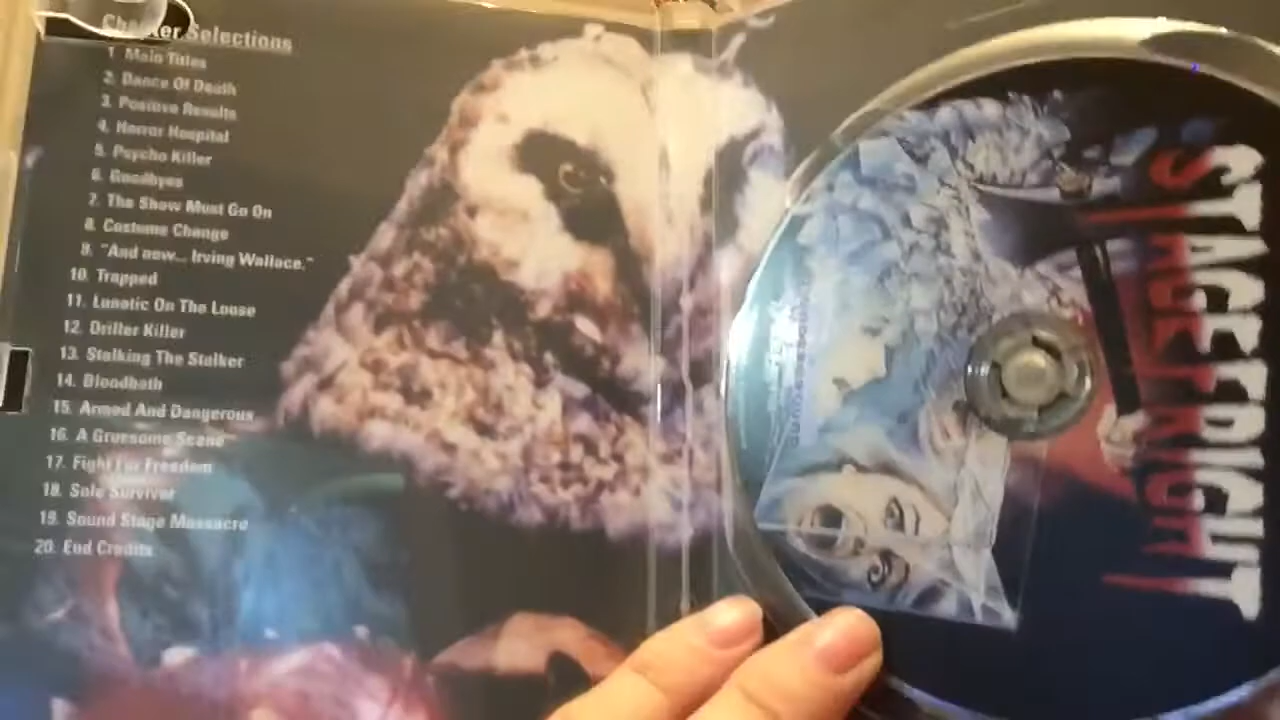 Chapter Selections
1. Main Titles
2. Dance Of Death
3. Positive Results
4. Horror Hospital
5. Psycho Killer
6. Goodbyes
7. The Show Must Go On
8. Costume Change
9. "And now... Irving Wallace."
10. Trapped
11. Lunatic On The Loose
12. Driller Killer
13. Stalking The Stalker
14. Bloodbath
15. Armed And Dangerous
16. A Gruesome Scene
17. Fight For Freedom
18. Sole Survivor
19. Sound Stage Massacre
20. End Credits
STAGEFRIGHT